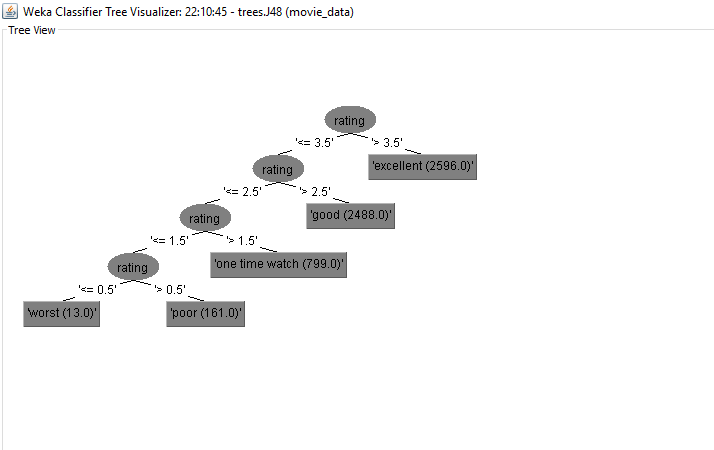 Weka Classifier Tree Visualizer: 22:10:45 - trees.J48 (movie_data)
Tree View
rating
'<= 3.5' '> 3.5'
rating 'excellent (2596.0)'
'<= 2.5' '> 2.5'
rating 'good (2488.0)'
'<= 1.5' '> 1.5'
rating 'one time watch (799.0)'
'<= 0.5' '> 0.5'
'worst (13.0)' 'poor (161.0)'